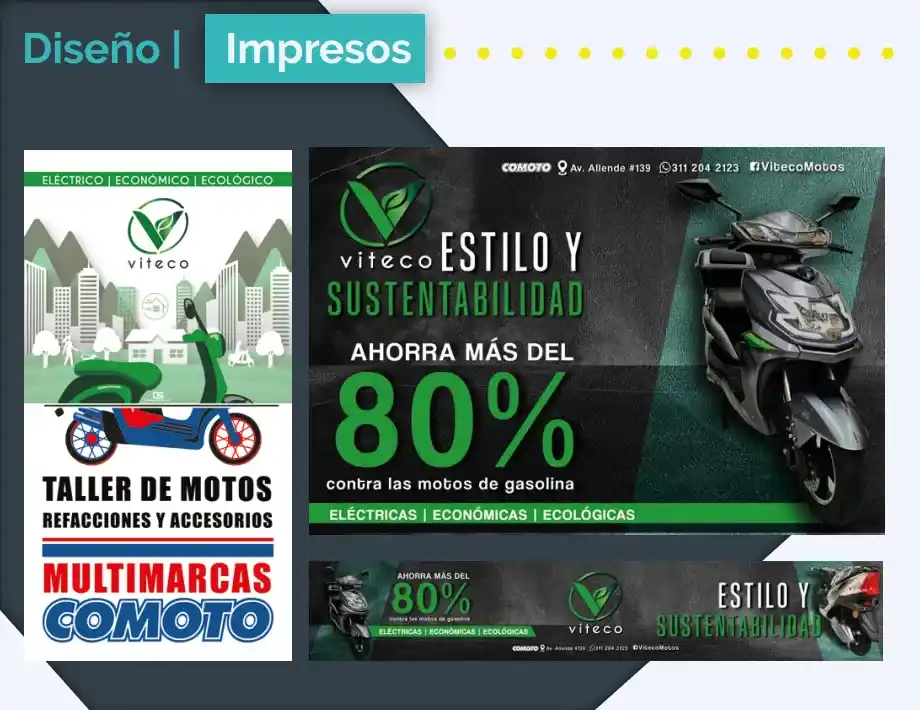 Diseño | Impresos
ELÉCTRICO | ECONÓMICO | ECOLÓGICO
viteco
TALLER DE MOTOS
REFACCIONES Y ACCESORIOS
MULTIMARCAS
COMOTO
COMOTO Av. Allende #139 311 204 2123 VitecoMotos
viteco
ESTILO Y
SUSTENTABILIDAD
AHORRA MÁS DEL
80%
contra las motos de gasolina
ELÉCTRICAS | ECONÓMICAS | ECOLÓGICAS
AHORRA MÁS DEL
80%
contra las motos de gasolina
ELÉCTRICAS | ECONÓMICAS | ECOLÓGICAS
viteco
COMOTO Av. Allende #139 311 204 2123 VitecoMotos
ESTILO Y
SUSTENTABILIDAD